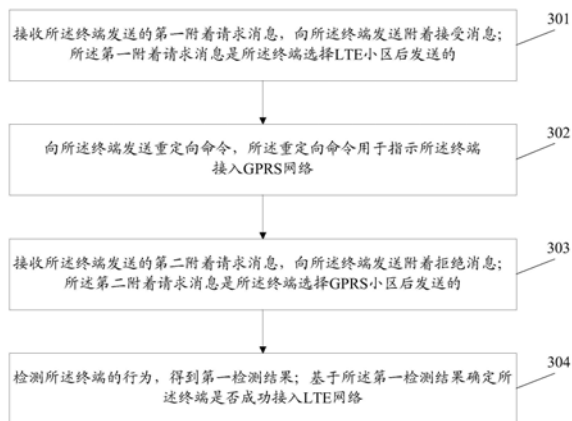 接收所述终端发送的第一附着请求消息，向所述终端发送附着接受消息；
所述第一附着请求消息是所述终端选择LTE小区后发送的
301
向所述终端发送重定向命令，所述重定向命令用于指示所述终端
接入GPRS网络
302
接收所述终端发送的第二附着请求消息，向所述终端发送附着拒绝消息；
所述第二附着请求消息是所述终端选择GPRS小区后发送的
303
检测所述终端的行为，得到第一检测结果；基于所述第一检测结果确定所
述终端是否成功接入LTE网络
304